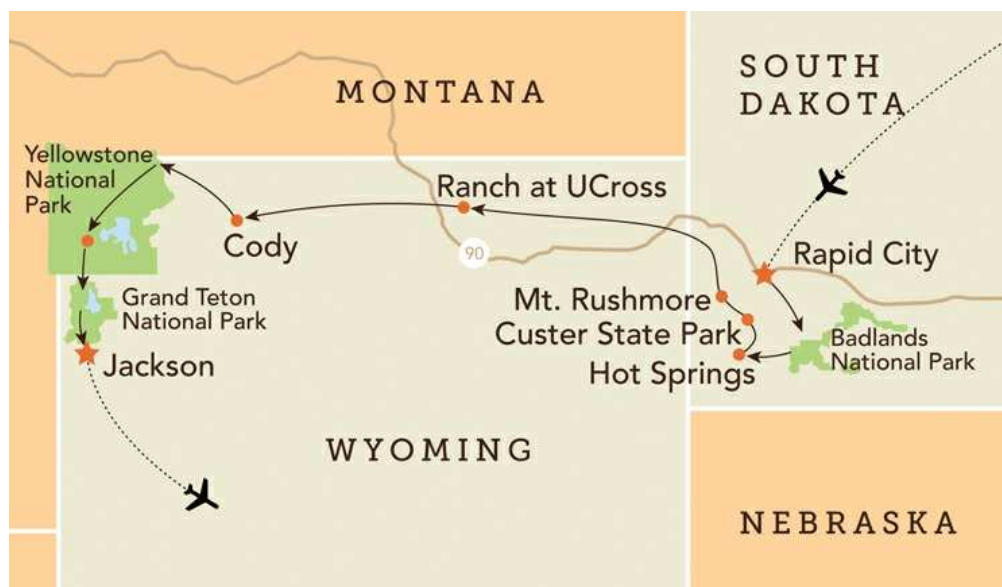 MONTANA
SOUTH
DAKOTA
Yellowstone
National
Park
Ranch at UCross
Cody
90
Rapid City
Mt. Rushmore
Custer State Park
Hot Springs
Badlands
National Park
Grand Teton
National Park
Jackson
WYOMING
NEBRASKA